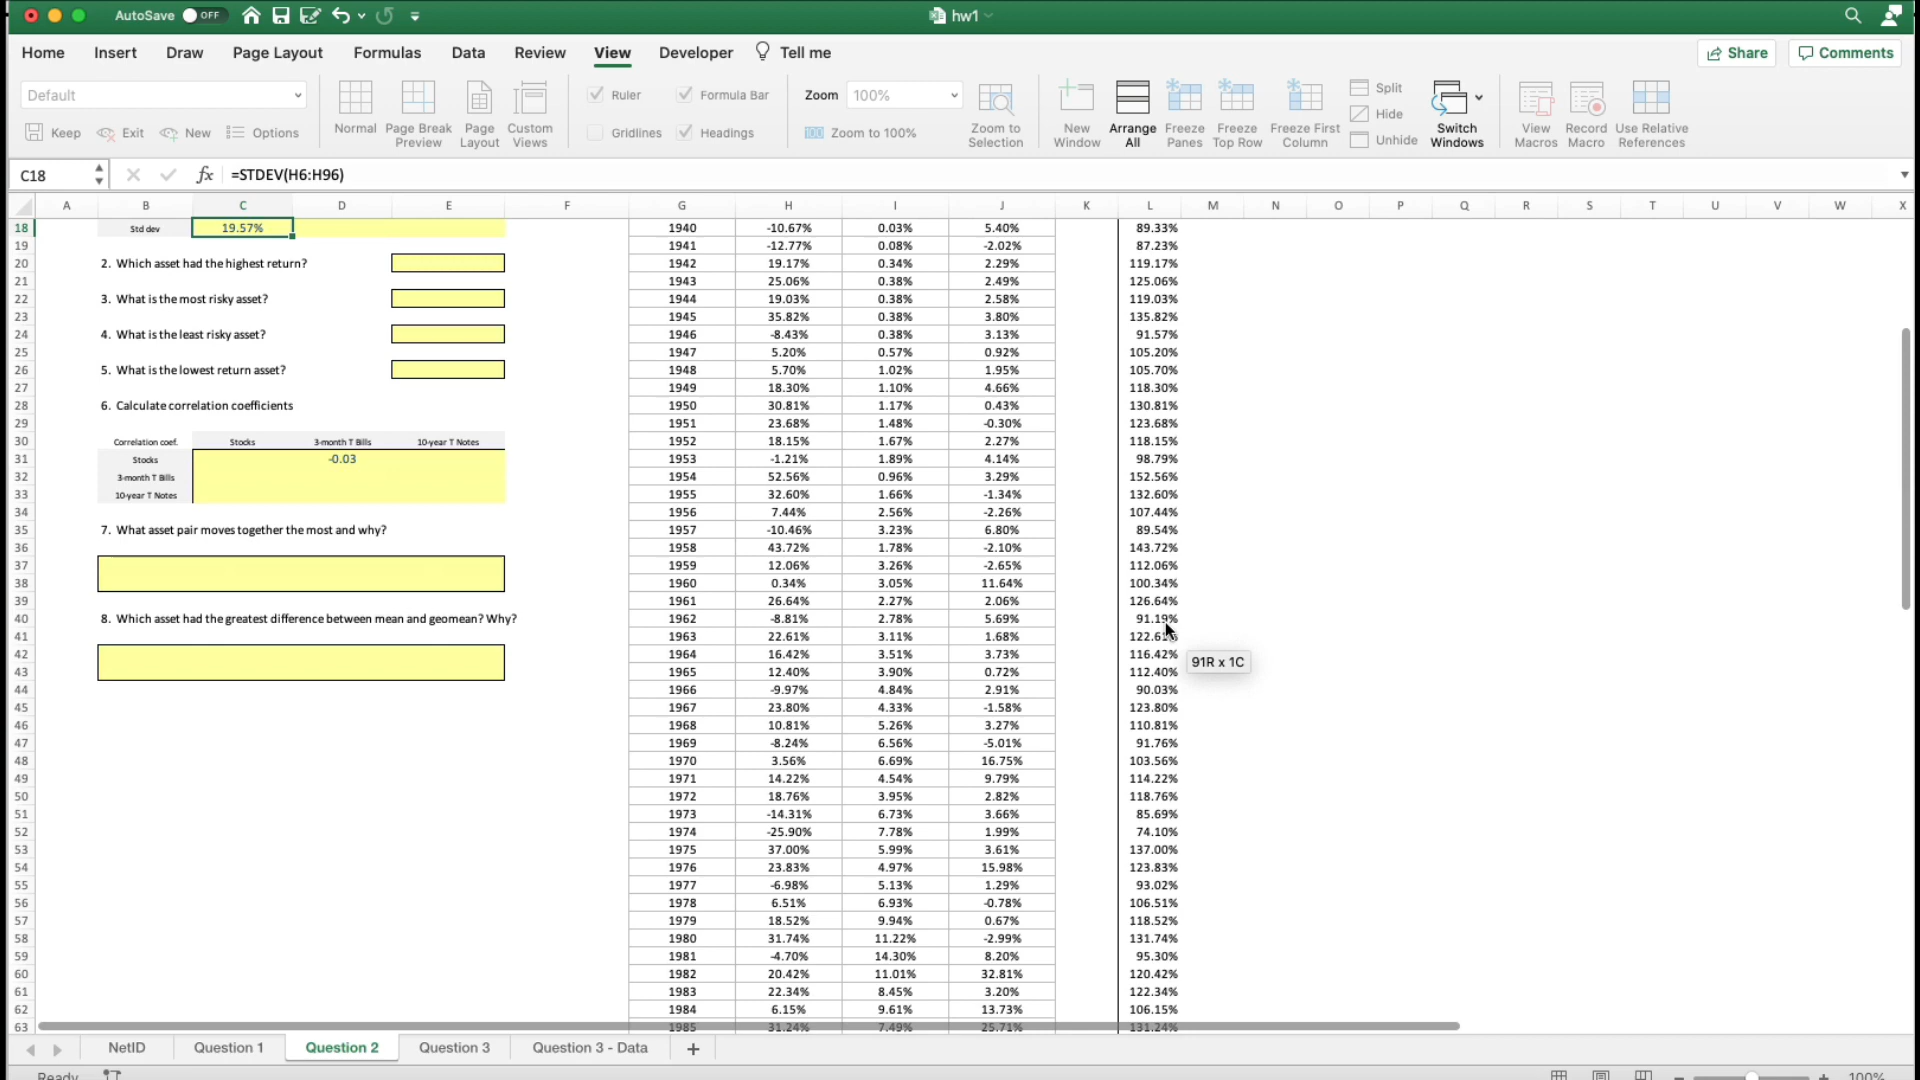 AutoSave OFF hw1
Home Insert Draw Page Layout Formulas Data Review View Developer Tell me Share Comments
Default Ruler Formula Bar Zoom 100% Split
Keep Exit New Options Gridlines Headings Zoom to 100% Hide Unhide
Normal Page Break Preview Page Layout Custom Views Zoom to Selection New Window Arrange All Freeze Panes Freeze Top Row Freeze First Column Switch Windows View Macros Record Macro Use Relative References
C18 fx =STDEV(H6:H96)
A B C D E F G H I J K L M N O P Q R S T U V W X
18 Std dev 19.57% 1940 -10.67% 0.03% 5.40% 89.33%
19 1941 -12.77% 0.08% -2.02% 87.23%
20 2. Which asset had the highest return? 1942 19.17% 0.34% 2.29% 119.17%
21 1943 25.06% 0.38% 2.49% 125.06%
22 3. What is the most risky asset? 1944 19.03% 0.38% 2.58% 119.03%
23 1945 35.82% 0.38% 3.80% 135.82%
24 4. What is the least risky asset? 1946 -8.43% 0.38% 3.13% 91.57%
25 1947 5.20% 0.57% 0.92% 105.20%
26 5. What is the lowest return asset? 1948 5.70% 1.02% 1.95% 105.70%
27 1949 18.30% 1.10% 4.66% 118.30%
28 6. Calculate correlation coefficients 1950 30.81% 1.17% 0.43% 130.81%
29 1951 23.68% 1.48% -0.30% 123.68%
30 Correlation coef. Stocks 3-month T Bills 10-year T Notes 1952 18.15% 1.67% 2.27% 118.15%
31 Stocks -0.03 1953 -1.21% 1.89% 4.14% 98.79%
32 3-month T Bills 1954 52.56% 0.96% 3.29% 152.56%
33 10-year T Notes 1955 32.60% 1.66% -1.34% 132.60%
34 1956 7.44% 2.56% -2.26% 107.44%
35 7. What asset pair moves together the most and why? 1957 -10.46% 3.23% 6.80% 89.54%
36 1958 43.72% 1.78% -2.10% 143.72%
37 1959 12.06% 3.26% -2.65% 112.06%
38 1960 0.34% 3.05% 11.64% 100.34%
39 1961 26.64% 2.27% 2.06% 126.64%
40 8. Which asset had the greatest difference between mean and geomean? Why? 1962 -8.81% 2.78% 5.69% 91.19%
41 1963 22.61% 3.11% 1.68% 122.61%
42 1964 16.42% 3.51% 3.73% 116.42% 91R x 1C
43 1965 12.40% 3.90% 0.72% 112.40%
44 1966 -9.97% 4.84% 2.91% 90.03%
45 1967 23.80% 4.33% -1.58% 123.80%
46 1968 10.81% 5.26% 3.27% 110.81%
47 1969 -8.24% 6.56% -5.01% 91.76%
48 1970 3.56% 6.69% 16.75% 103.56%
49 1971 14.22% 4.54% 9.79% 114.22%
50 1972 18.76% 3.95% 2.82% 118.76%
51 1973 -14.31% 6.73% 3.66% 85.69%
52 1974 -25.90% 7.78% 1.99% 74.10%
53 1975 37.00% 5.99% 3.61% 137.00%
54 1976 23.83% 4.97% 15.98% 123.83%
55 1977 -6.98% 5.13% 1.29% 93.02%
56 1978 6.51% 6.93% -0.78% 106.51%
57 1979 18.52% 9.94% 0.67% 118.52%
58 1980 31.74% 11.22% -2.99% 131.74%
59 1981 -4.70% 14.30% 8.20% 95.30%
60 1982 20.42% 11.01% 32.81% 120.42%
61 1983 22.34% 8.45% 3.20% 122.34%
62 1984 6.15% 9.61% 13.73% 106.15%
63 1985 31.24% 7.49% 25.71% 131.24%
NetID Question 1 Question 2 Question 3 Question 3 - Data
Ready 100%